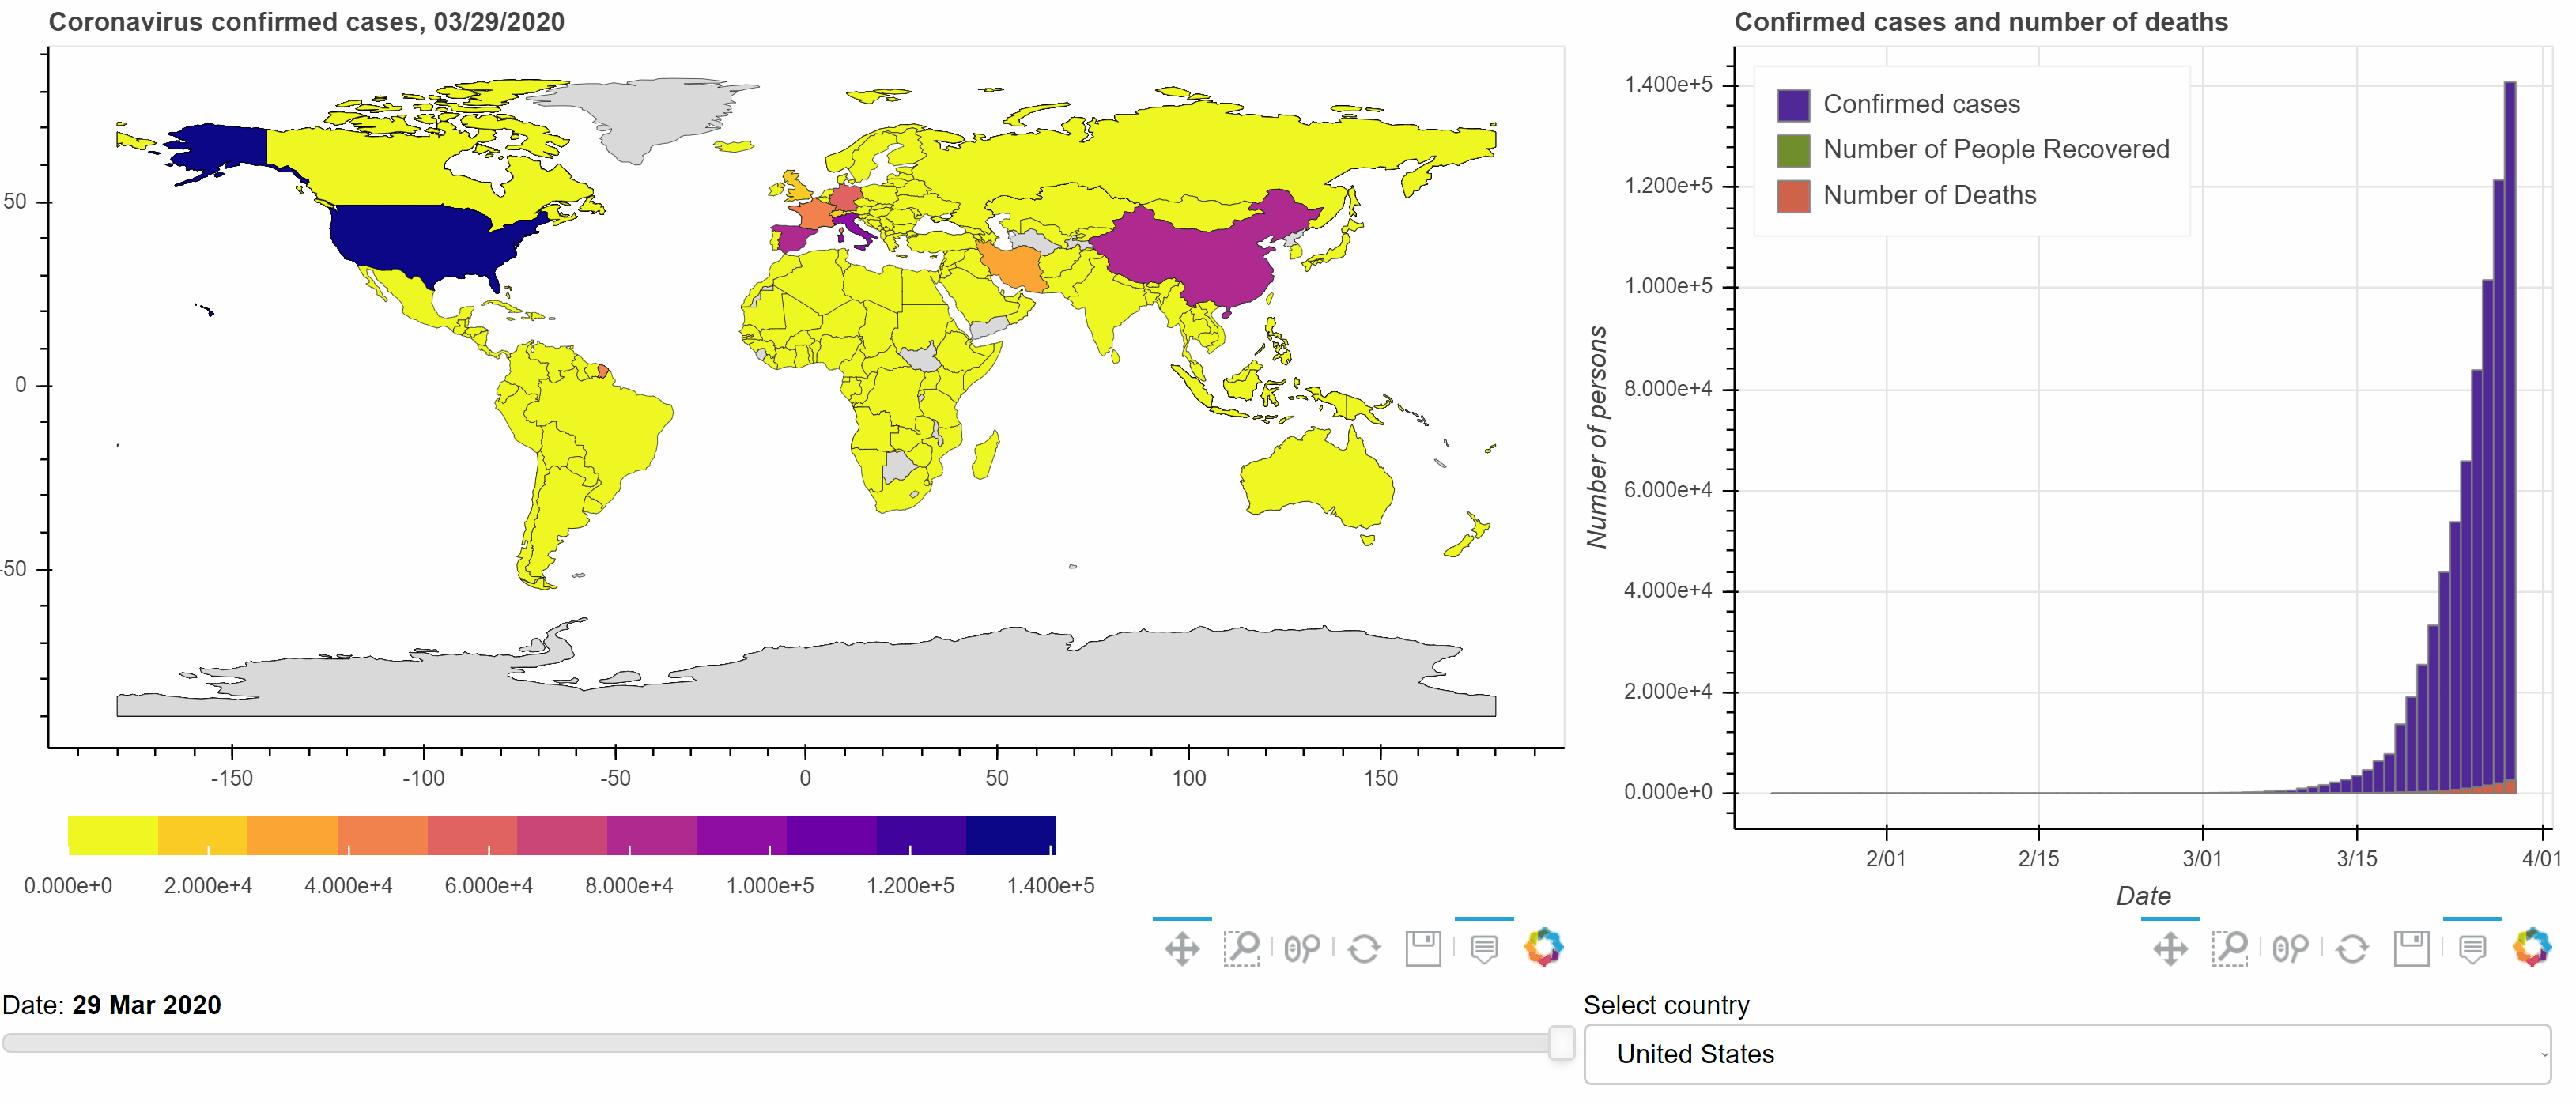 Coronavirus confirmed cases, 03/29/2020
50
0
-50
-150 -100 -50 0 50 100 150
0.000e+0 2.000e+4 4.000e+4 6.000e+4 8.000e+4 1.000e+5 1.200e+5 1.400e+5
Date: 29 Mar 2020
Confirmed cases and number of deaths
Number of persons
1.400e+5
1.200e+5
1.000e+5
8.000e+4
6.000e+4
4.000e+4
2.000e+4
0.000e+0
Confirmed cases
Number of People Recovered
Number of Deaths
2/01 2/15 3/01 3/15 4/01
Date
Select country
United States